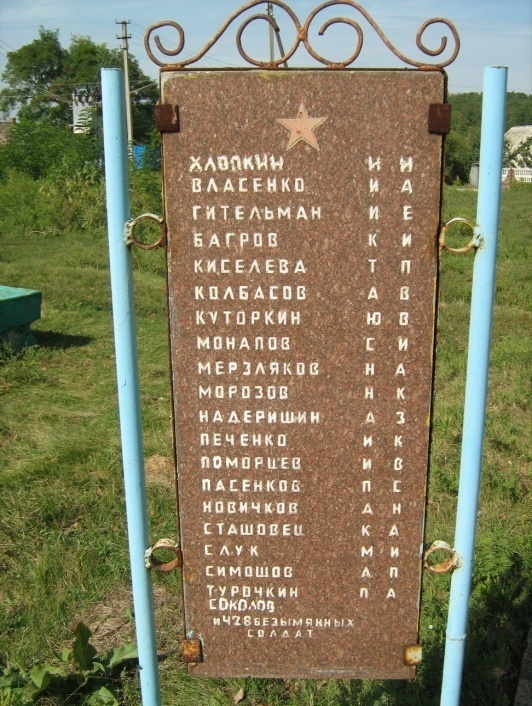 ХЛОПКИН И И
ВЛАСЕНКО И А
ГИТЕЛЬМАН И Е
БАГРОВ К И
КИСЕЛЕВА Т П
КОЛБАСОВ А В
КУТОРКИН Ю В
МОНАПОВ С И
МЕРЗЛЯКОВ Н А
МОРОЗОВ Н К
НАДЕРИШИН А З
ПЕЧЕНКО И К
ПОМОРЦЕВ И В
ПАСЕНКОВ П С
НОВИЧКОВ А Н
СТАШОВЕЦ К А
СЛУК М И
СИМОШОВ А П
ТУРОЧКИН П А
СОКОЛОВ
И 428 БЕЗЫМЯННЫХ
СОЛДАТ